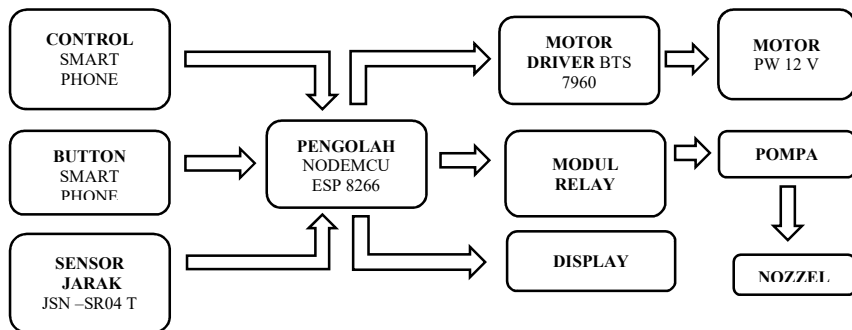 CONTROL
SMART
PHONE
MOTOR
DRIVER BTS
7960
MOTOR
PW 12 V
BUTTON
SMART
PHONE
PENGOLAH
NODEMCU
ESP 8266
MODUL
RELAY
POMPA
SENSOR
JARAK
JSN –SR04 T
DISPLAY
NOZZEL